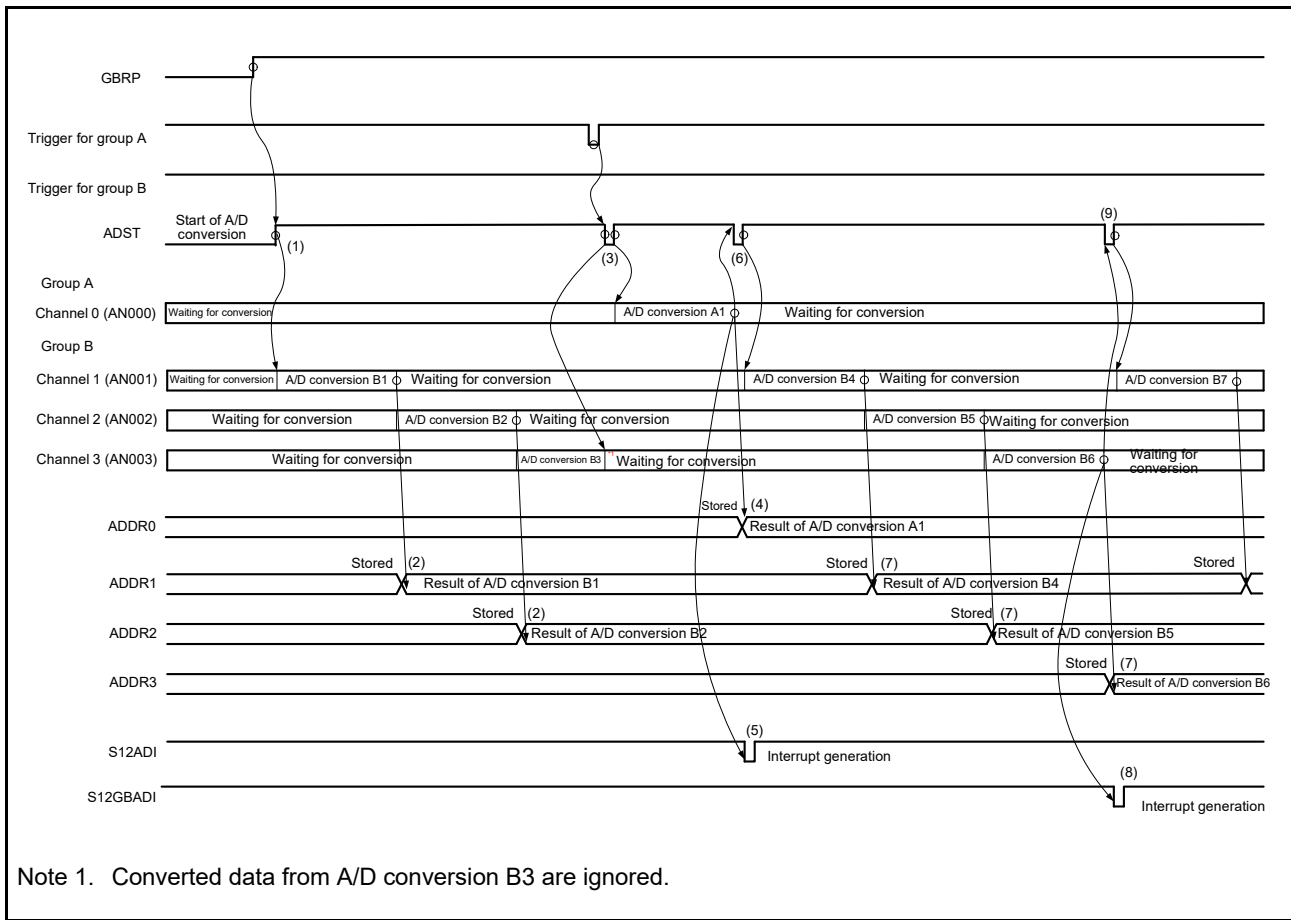 GBRP
Trigger for group A
Trigger for group B
Start of A/D
conversion
ADST
(1)
(3)
(6)
(9)
Group A
Channel 0 (AN000)
Waiting for conversion
A/D conversion A1
Waiting for conversion
Group B
Channel 1 (AN001)
Waiting for conversion
A/D conversion B1
Waiting for conversion
A/D conversion B4
Waiting for conversion
A/D conversion B7
Channel 2 (AN002)
Waiting for conversion
A/D conversion B2
Waiting for conversion
A/D conversion B5
Waiting for conversion
Channel 3 (AN003)
Waiting for conversion
A/D conversion B3
*1
Waiting for conversion
A/D conversion B6
Waiting for
conversion
Stored
(4)
ADDR0
Result of A/D conversion A1
Stored
(2)
Stored
(7)
Stored
ADDR1
Result of A/D conversion B1
Result of A/D conversion B4
Stored
(2)
Stored
(7)
ADDR2
Result of A/D conversion B2
Result of A/D conversion B5
Stored
(7)
ADDR3
Result of A/D conversion B6
(5)
S12ADI
Interrupt generation
(8)
S12GBADI
Interrupt generation
Note 1. Converted data from A/D conversion B3 are ignored.